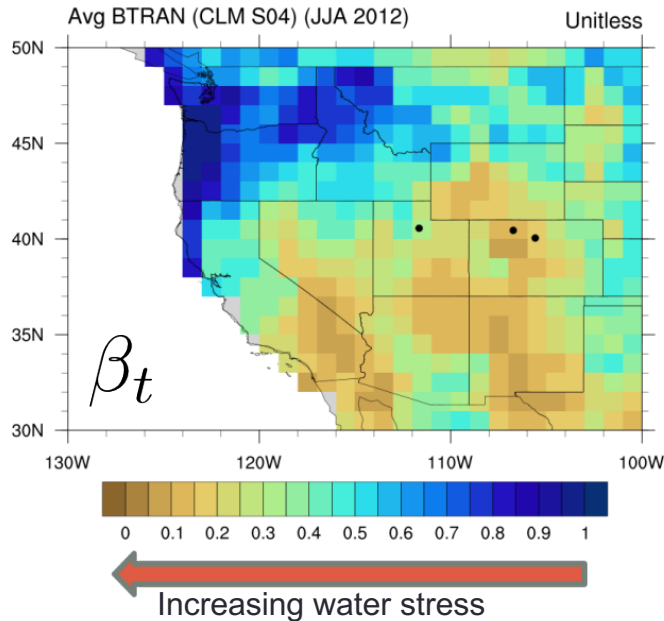 Avg BTRAN (CLM S04) (JJA 2012) Unitless
50N
45N
40N
35N
30N
βt
130W 120W 110W 100W
0 0.1 0.2 0.3 0.4 0.5 0.6 0.7 0.8 0.9 1
Increasing water stress